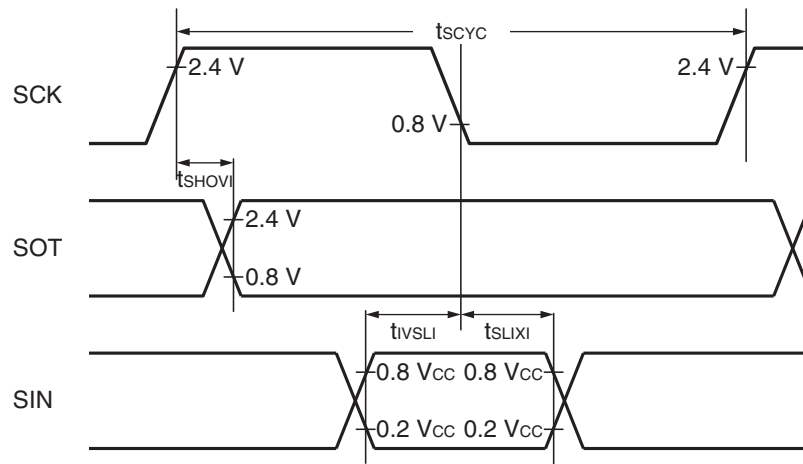 tSCYC
SCK
2.4 V
2.4 V
0.8 V
tSHOVI
SOT
2.4 V
0.8 V
tIVSLI
tSLIXI
SIN
0.8 VCC
0.8 VCC
0.2 VCC
0.2 VCC